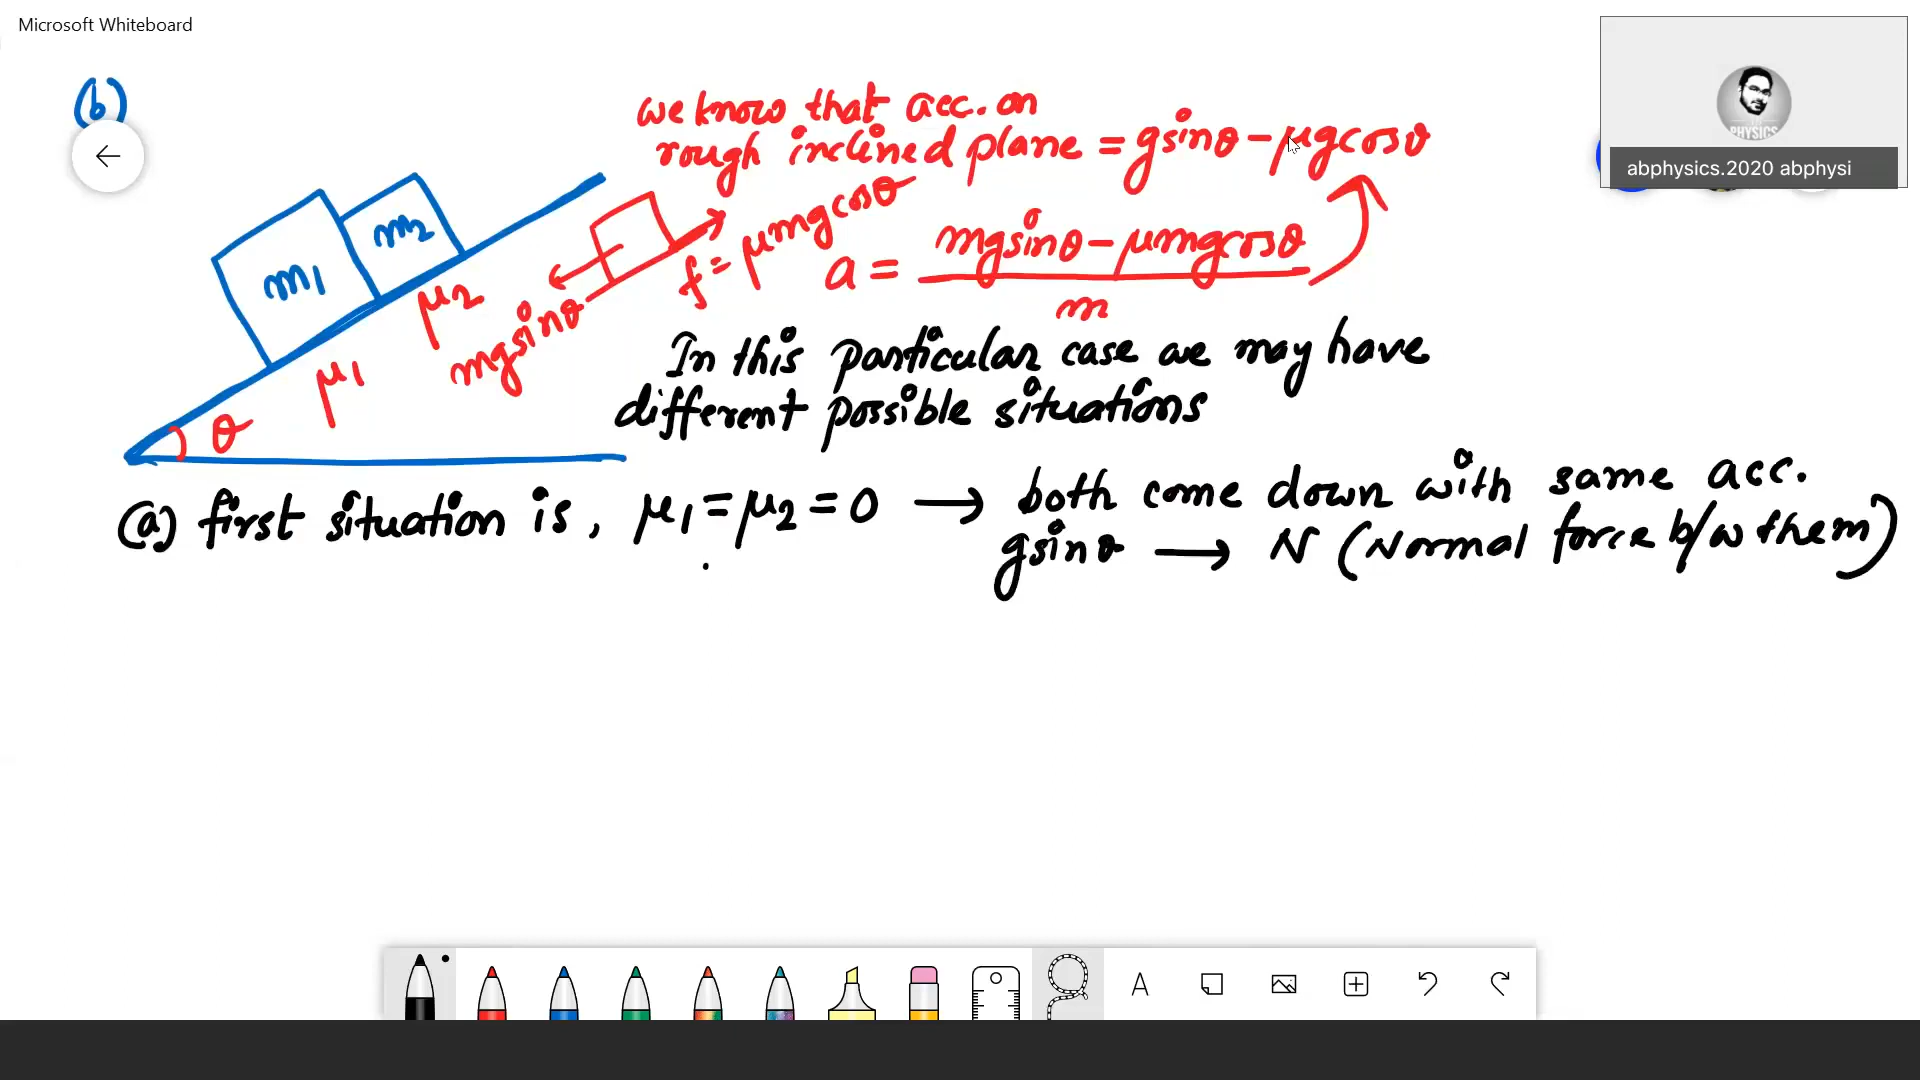 Microsoft Whiteboard
(b)
we know that acc. on
rough inclined plane = gsinθ - μgcosθ
PHYSICS
abphysics.2020 abphysi
m1
m2
μ1
μ2
θ
mgsinθ
f = μmgcosθ
a = mgsinθ - μmgcosθ
m
In this particular case we may have
different possible situations
(a) first situation is, μ1 = μ2 = 0 → both come down with same acc.
gsinθ → N (Normal force b/w them)
A